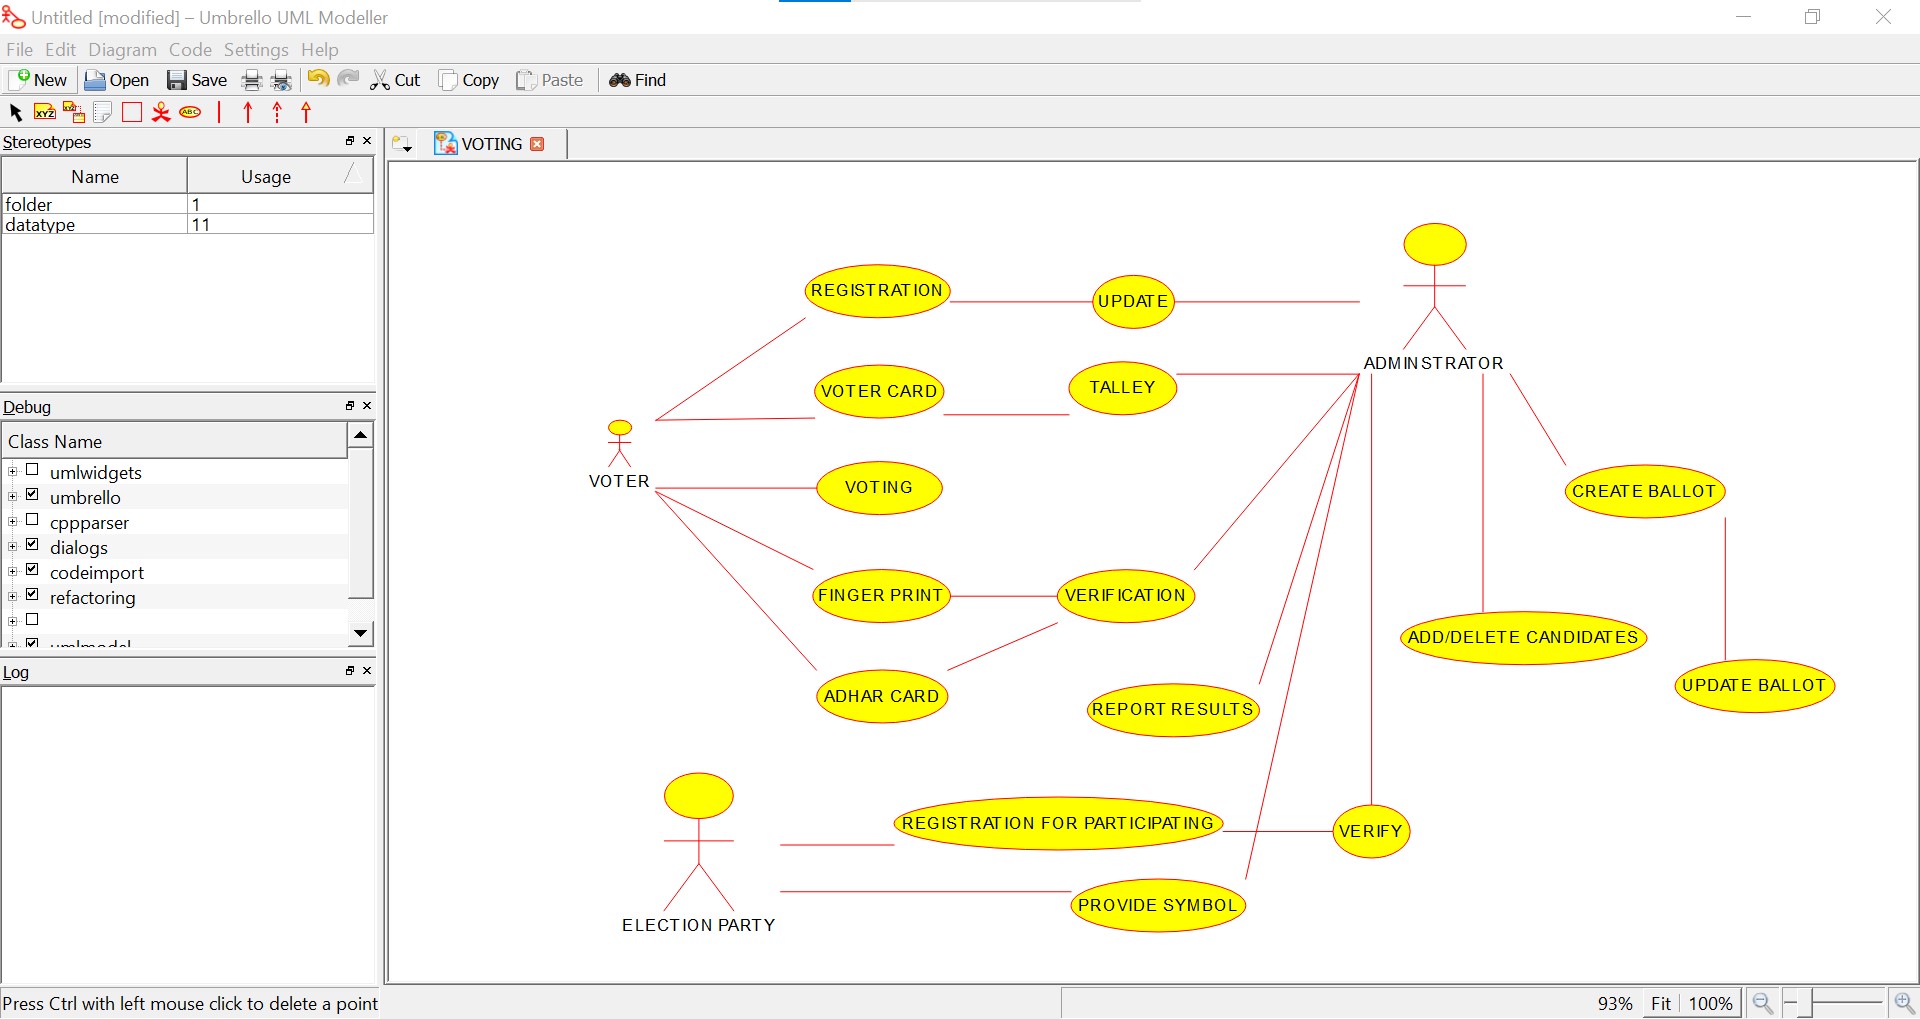 Untitled [modified] – Umbrello UML Modeller
File Edit Diagram Code Settings Help
New Open Save Cut Copy Paste Find
XYZ XYZ ABC
Stereotypes
Name Usage
folder 1
datatype 11
Debug
Class Name
umlwidgets
umbrello
cppparser
dialogs
codeimport
refactoring
umlmodel
Log
Press Ctrl with left mouse click to delete a point
VOTING
REGISTRATION
UPDATE
ADMINSTRATOR
VOTER CARD
TALLEY
VOTER
VOTING
CREATE BALLOT
FINGER PRINT
VERIFICATION
ADD/DELETE CANDIDATES
ADHAR CARD
REPORT RESULTS
UPDATE BALLOT
REGISTRATION FOR PARTICIPATING
VERIFY
PROVIDE SYMBOL
ELECTION PARTY
93% Fit 100%